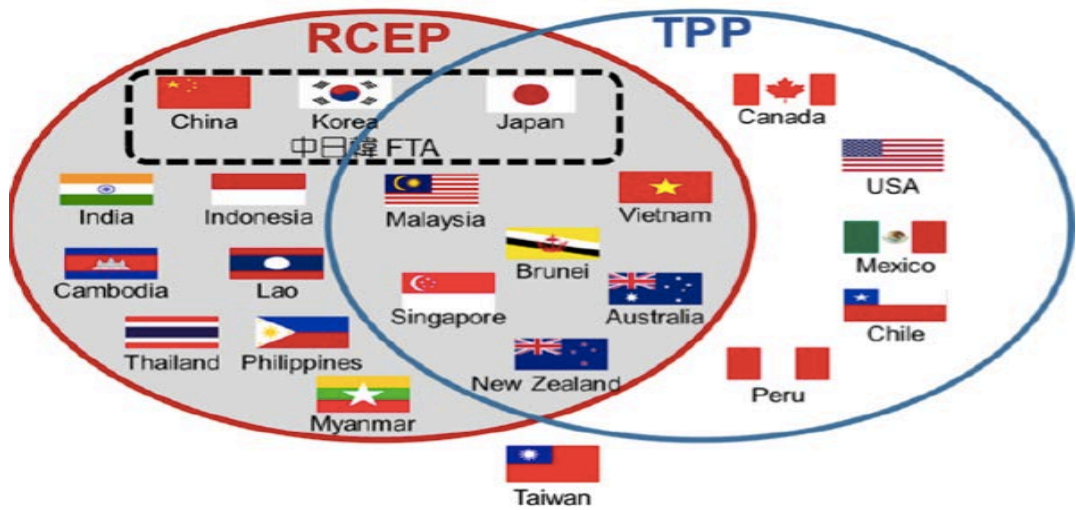 RCEP
TPP
China
Korea
Japan
中日韓 FTA
Canada
USA
India
Indonesia
Malaysia
Vietnam
Mexico
Cambodia
Lao
Brunei
Singapore
Australia
Chile
Thailand
Philippines
New Zealand
Peru
Myanmar
Taiwan